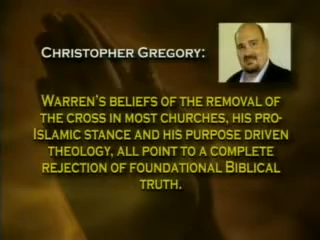 Christopher Gregory:
Warren's beliefs of the removal of
the cross in most churches, his pro-
Islamic stance and his purpose driven
theology, all point to a complete
rejection of foundational Biblical
truth.